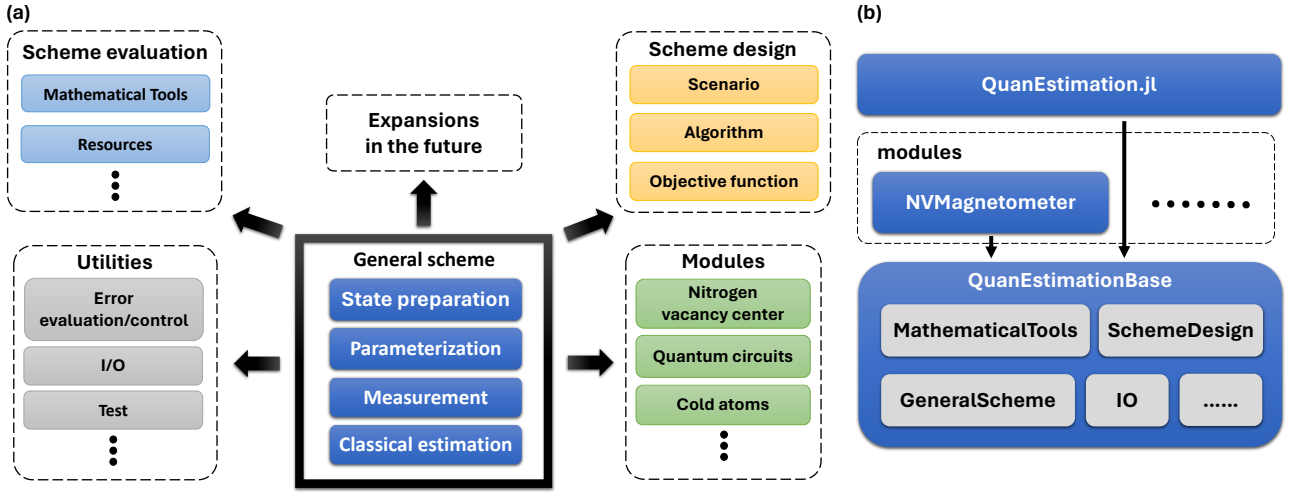 (a)
Scheme evaluation
Mathematical Tools
Resources
Expansions
in the future
Scheme design
Scenario
Algorithm
Objective function
Utilities
Error
evaluation/control
I/O
Test
General scheme
State preparation
Parameterization
Measurement
Classical estimation
Modules
Nitrogen
vacancy center
Quantum circuits
Cold atoms
(b)
QuanEstimation.jl
modules
NVMagnetometer
QuanEstimationBase
MathematicalTools
SchemeDesign
GeneralScheme
IO
......